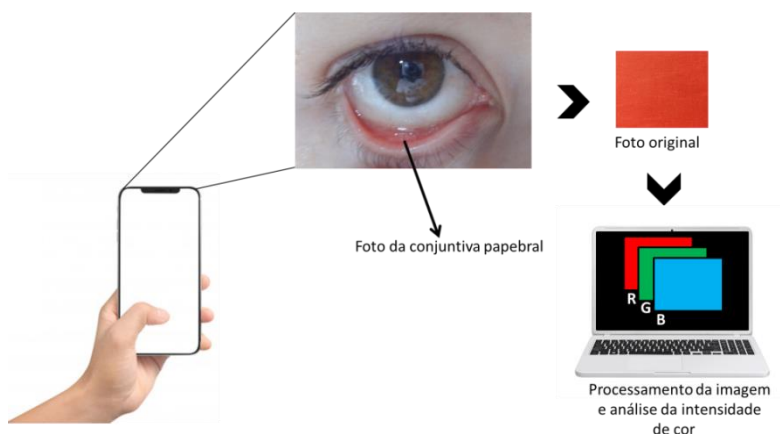 Foto original
Foto da conjuntiva papebral
R
G
B
Processamento da imagem
e análise da intensidade
de cor